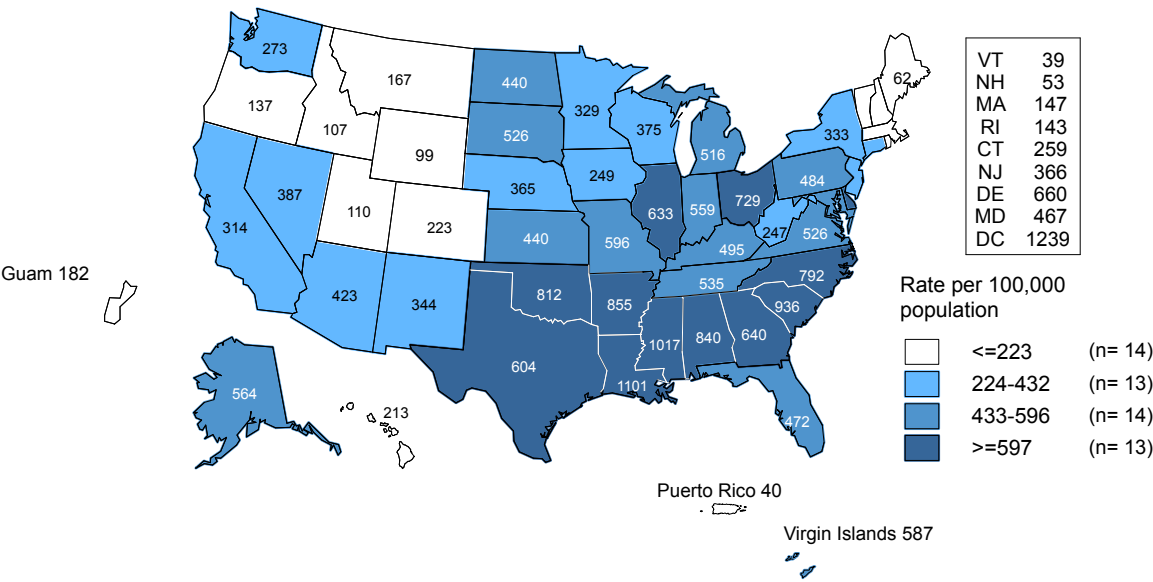 273
167
440
329
62
137
107
99
526
375
516
333
387
110
223
365
249
633
559
729
484
314
440
596
495
247
526
423
344
812
855
535
792
936
604
1017
840
640
1101
472
564
213
Guam 182
Puerto Rico 40
Virgin Islands 587
VT 39
NH 53
MA 147
RI 143
CT 259
NJ 366
DE 660
MD 467
DC 1239
Rate per 100,000
population
<=223 (n= 14)
224-432 (n= 13)
433-596 (n= 14)
>=597 (n= 13)